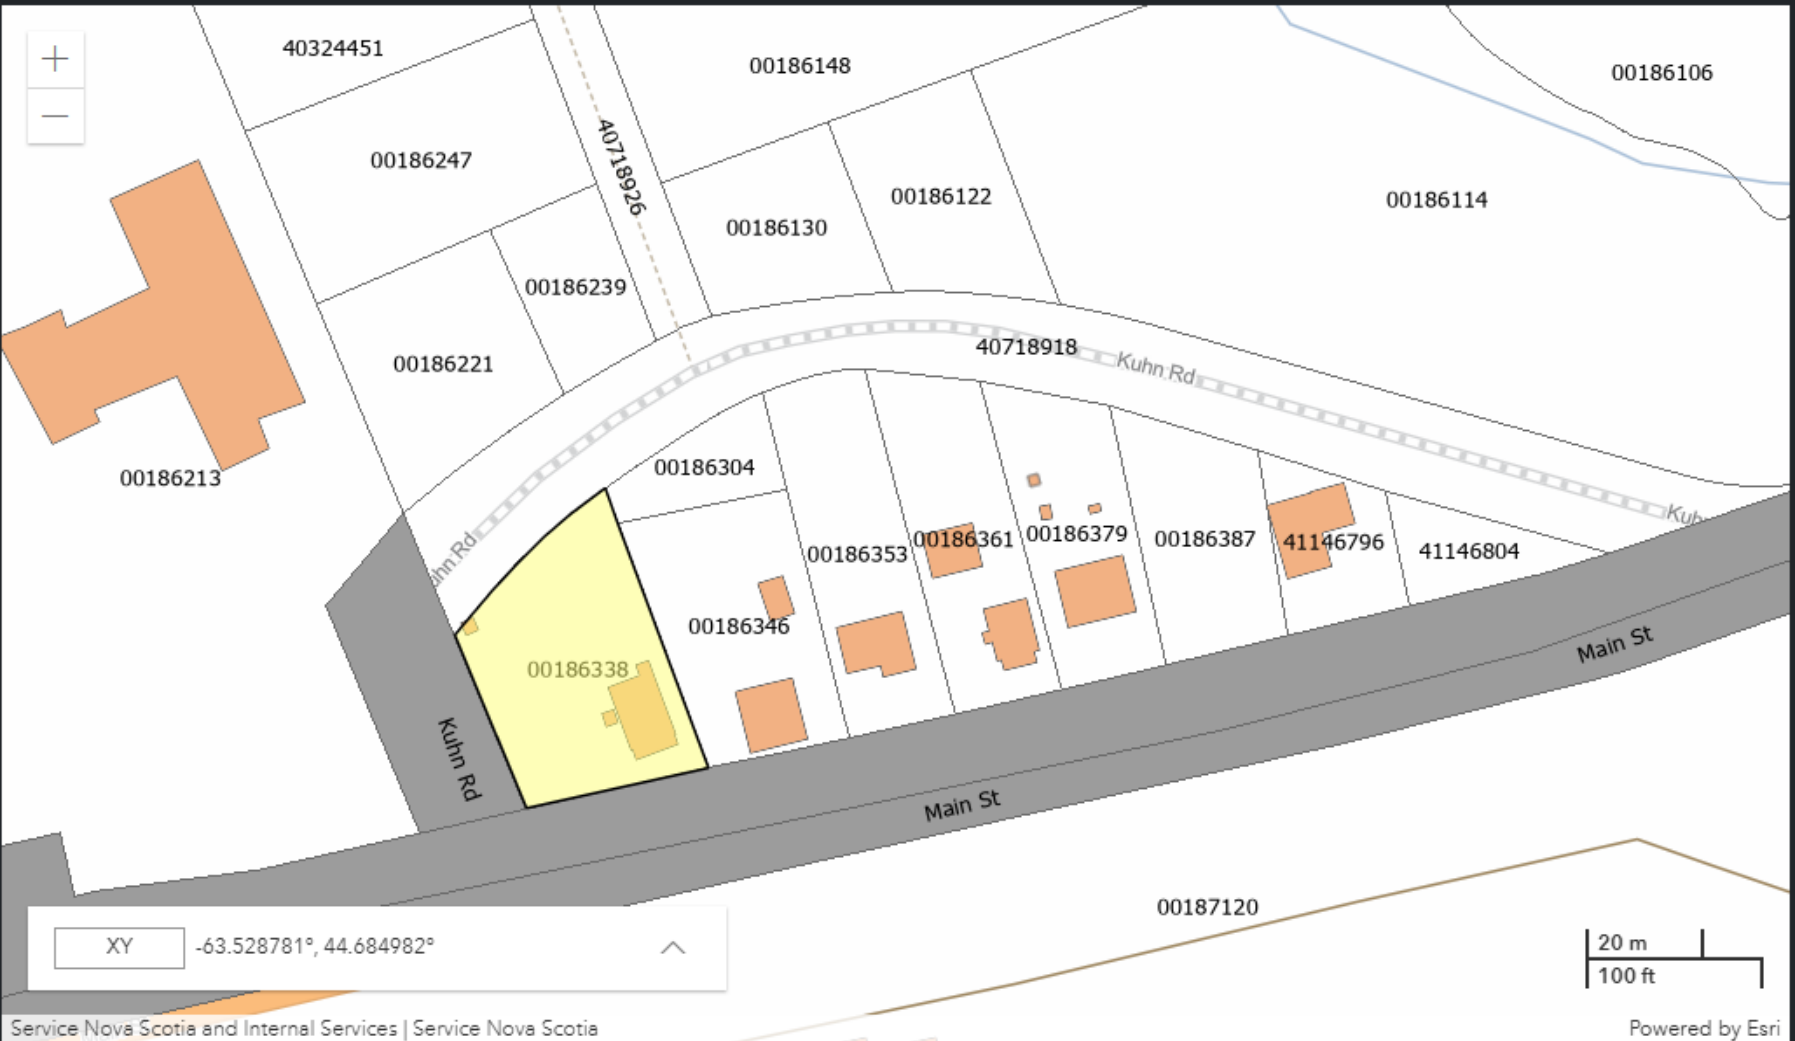 40324451
00186148
00186106
00186247
40718926
00186122
00186114
00186130
00186239
40718918
00186221
Kuhn Rd
00186304
00186213
Kuhn Rd
00186379
00186361
00186387
41146796
41146804
00186353
00186346
00186338
Main St
Kuhn Rd
Main St
00187120
XY -63.528781°, 44.684982°
20 m
100 ft
Service Nova Scotia and Internal Services | Service Nova Scotia
Powered by Esri